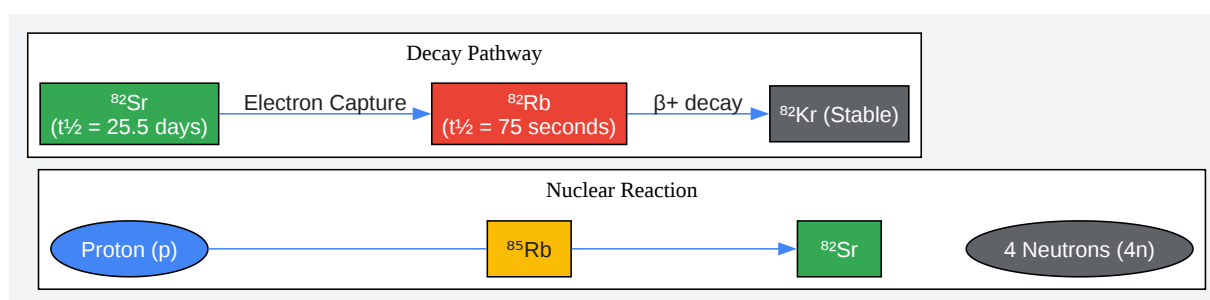 Decay Pathway
⁸²Sr
(t½ = 25.5 days)
Electron Capture
⁸²Rb
(t½ = 75 seconds)
β+ decay
⁸²Kr (Stable)
Nuclear Reaction
Proton (p)
⁸⁵Rb
⁸²Sr
4 Neutrons (4n)